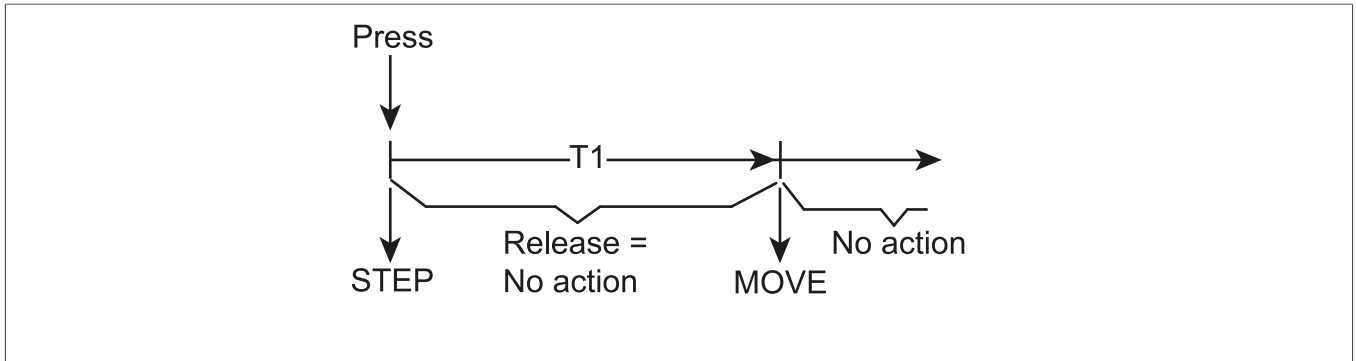 Press
T1
Release =
No action
No action
STEP
MOVE